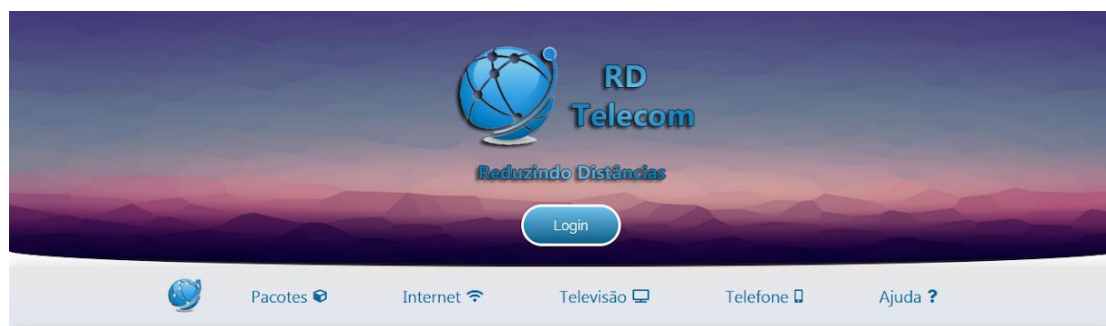 RD
Telecom
Reduzindo Distâncias
Login
Pacotes Internet Televisão Telefone Ajuda ?